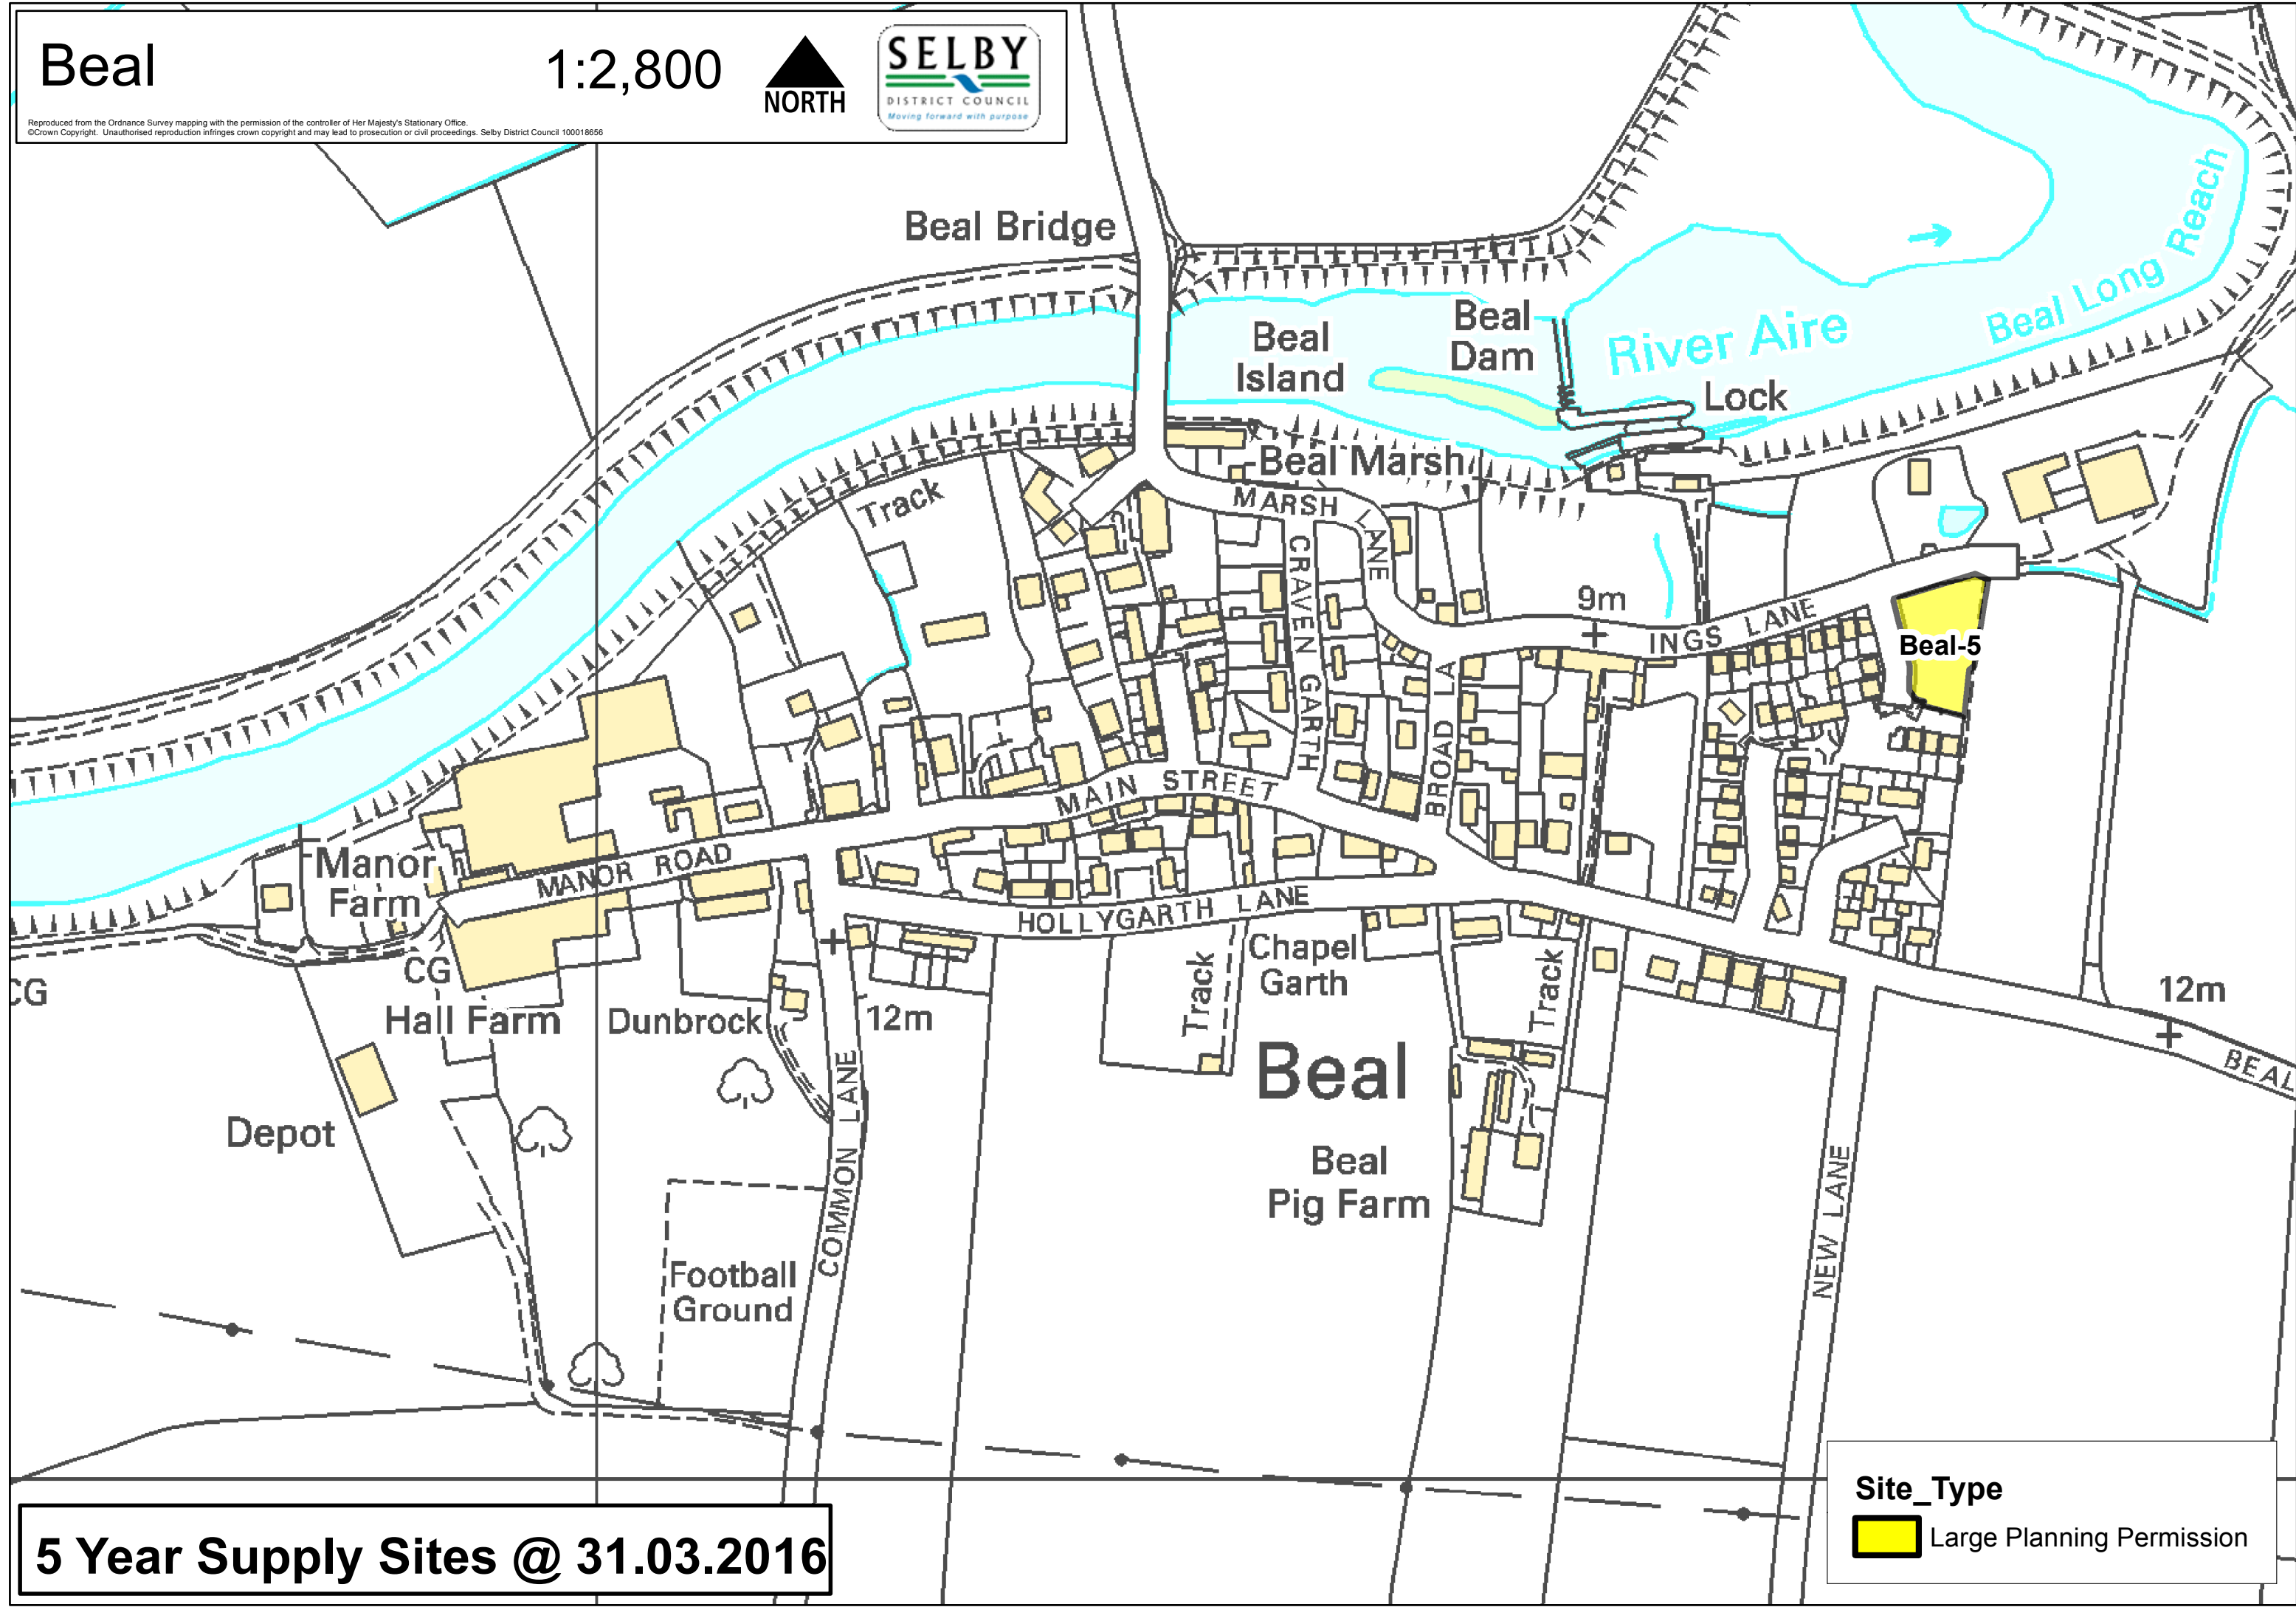 Beal
1:2,800
NORTH
SELBY
DISTRICT COUNCIL
Moving forward with purpose
Reproduced from the Ordnance Survey mapping with the permission of the controller of Her Majesty's Stationary Office.
©Crown Copyright. Unauthorised reproduction infringes crown copyright and may lead to prosecution or civil proceedings. Selby District Council 100018656
Beal Bridge
Beal
Island
Beal
Dam
River Aire
Beal Long Reach
Lock
Beal Marsh
Track
MARSH LANE
CRAVEN GARTH
9m
INGS LANE
Beal-5
BROAD LA
MAIN STREET
Manor
Farm
MANOR ROAD
HOLLYGARTH LANE
CG
CG
Hall Farm
Dunbrock
12m
Track
Chapel
Garth
Track
12m
BEAL
Beal
Depot
COMMON LANE
Beal
Pig Farm
NEW LANE
Football
Ground
Site_Type
Large Planning Permission
5 Year Supply Sites @ 31.03.2016